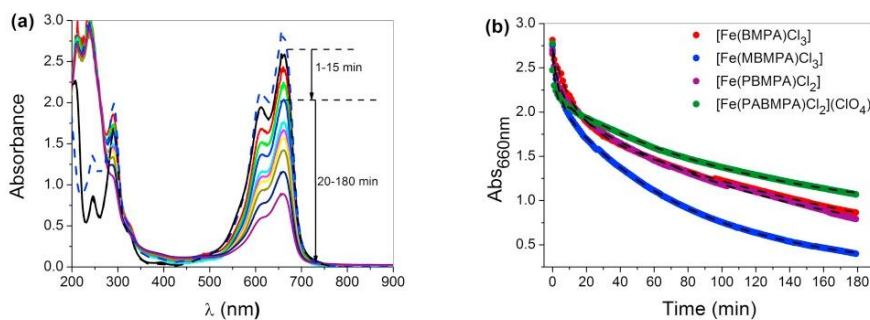 (a)
3.0
2.5
2.0
1.5
1.0
0.5
0.0
Absorbance
200 300 400 500 600 700 800 900
λ (nm)
1-15 min
20-180 min
(b)
3.0
2.5
2.0
1.5
1.0
0.5
Abs660nm
0 20 40 60 80 100 120 140 160 180
Time (min)
[Fe(BMPA)Cl3]
[Fe(MBMPA)Cl3]
[Fe(PBMPA)Cl2]
[Fe(PABMPA)Cl2](ClO4)